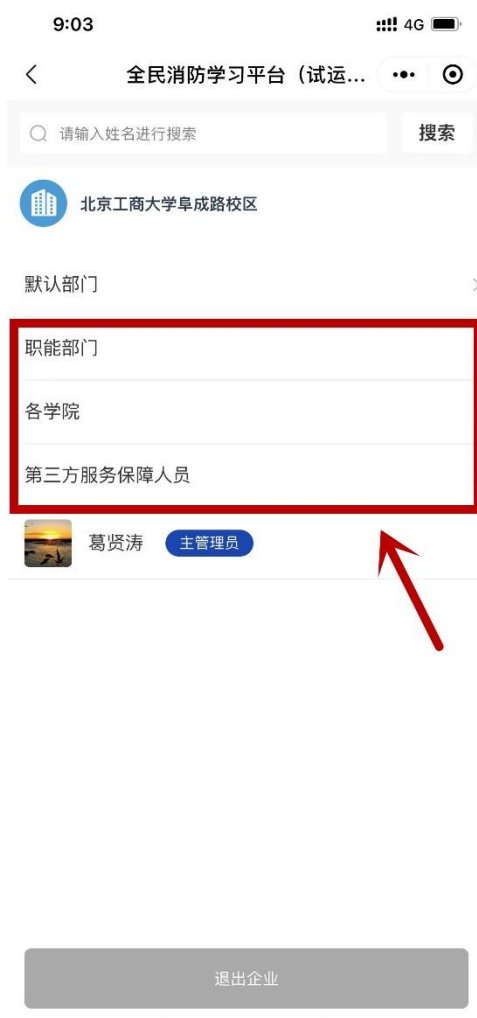 9:03
4G
全民消防学习平台（试运...
请输入姓名进行搜索
搜索
北京工商大学阜成路校区
默认部门
职能部门
各学院
第三方服务保障人员
葛贤涛
主管理员
退出企业